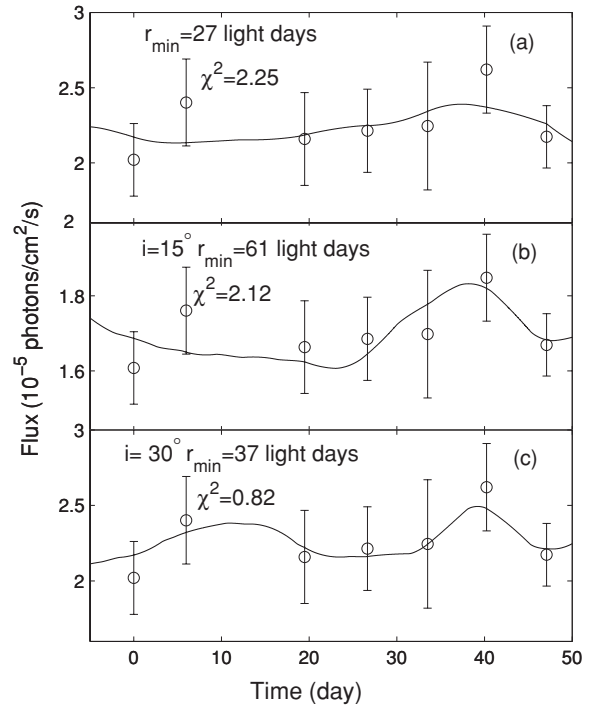 3
r_min=27 light days
(a)
χ²=2.25
2.5
2
2
i=15° r_min=61 light days
(b)
χ²=2.12
1.8
1.6
3
i= 30° r_min=37 light days
(c)
χ²=0.82
2.5
2
0 10 20 30 40 50
Time (day)
Flux (10⁻⁵ photons/cm²/s)